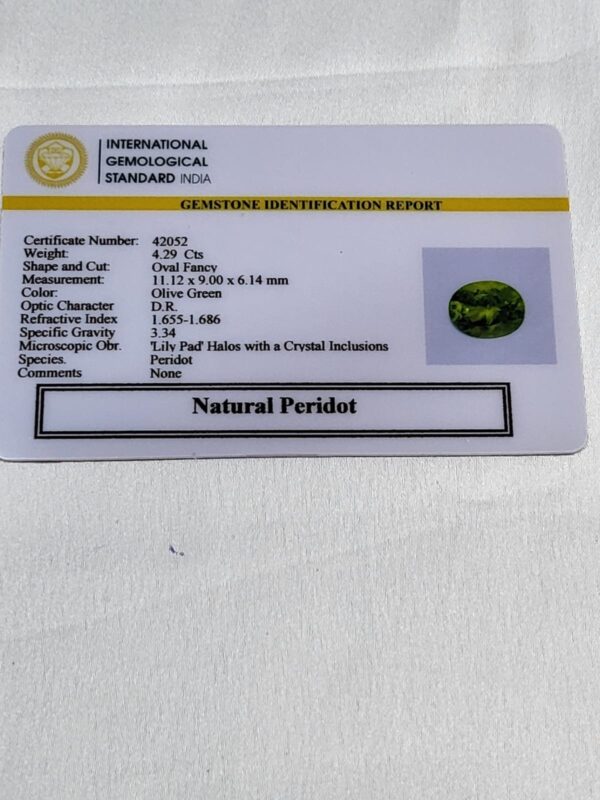 INTERNATIONAL
GEMOLOGICAL
STANDARD INDIA
GEMSTONE IDENTIFICATION REPORT
Certificate Number: 42052
Weight: 4.29 Cts
Shape and Cut: Oval Fancy
Measurement: 11.12 x 9.00 x 6.14 mm
Color: Olive Green
Optic Character D.R.
Refractive Index 1.655-1.686
Specific Gravity 3.34
Microscopic Obr. 'Lily Pad' Halos with a Crystal Inclusions
Species. Peridot
Comments None
Natural Peridot